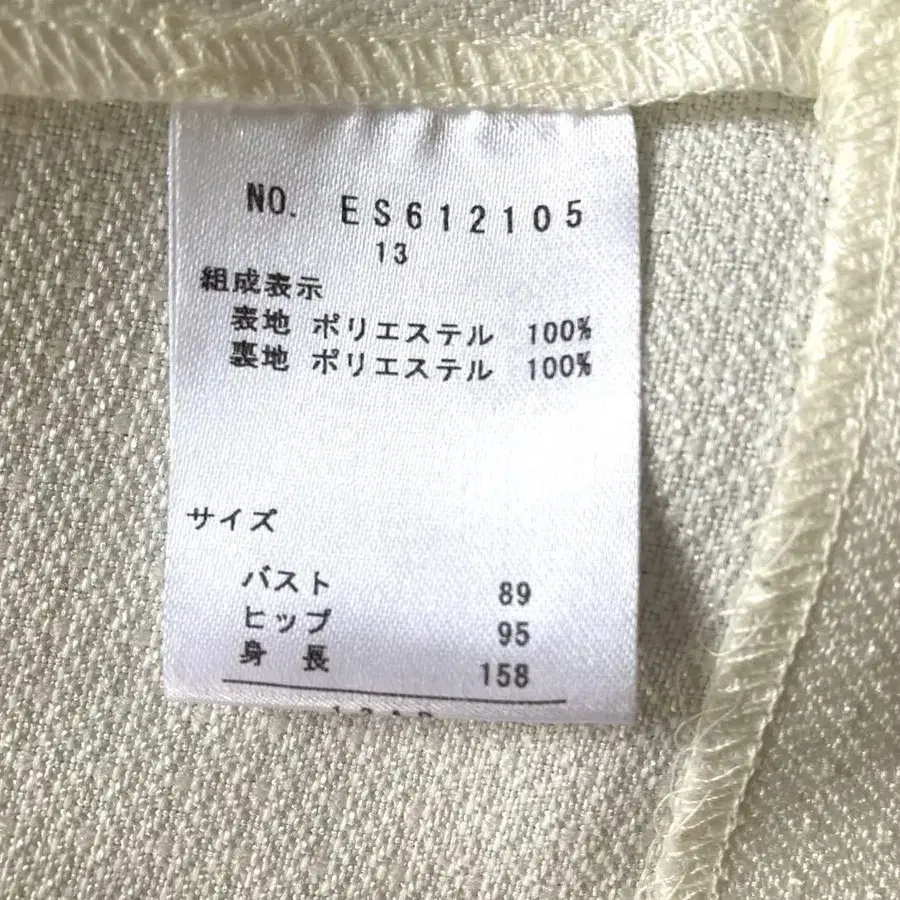 NO. ES612105
13
組成表示
表地 ポリエステル 100%
裏地 ポリエステル 100%
サイズ
バスト 89
ヒップ 95
身 長 158